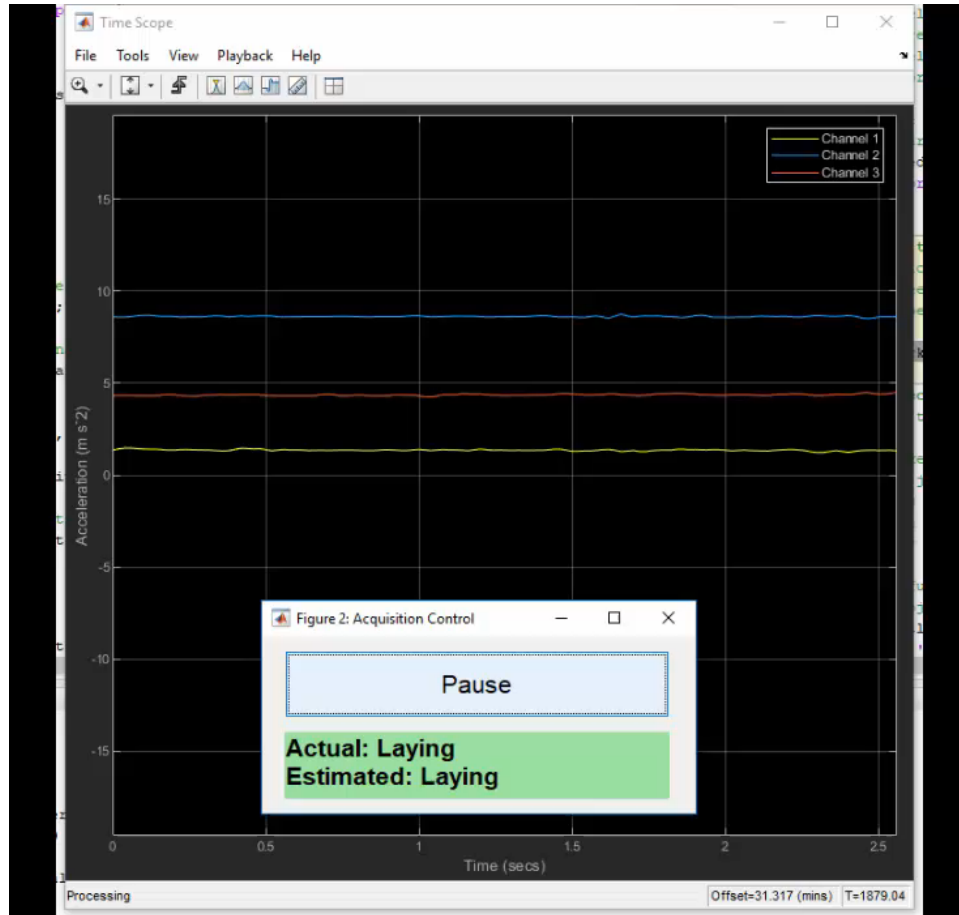 Time Scope
File Tools View Playback Help
Channel 1
Channel 2
Channel 3
15
10
5
0
-5
-10
-15
Acceleration (m s^2)
0 0.5 1 1.5 2 2.5
Time (secs)
Figure 2: Acquisition Control
Pause
Actual: Laying
Estimated: Laying
Processing
Offset=31.317 (mins) T=1879.04